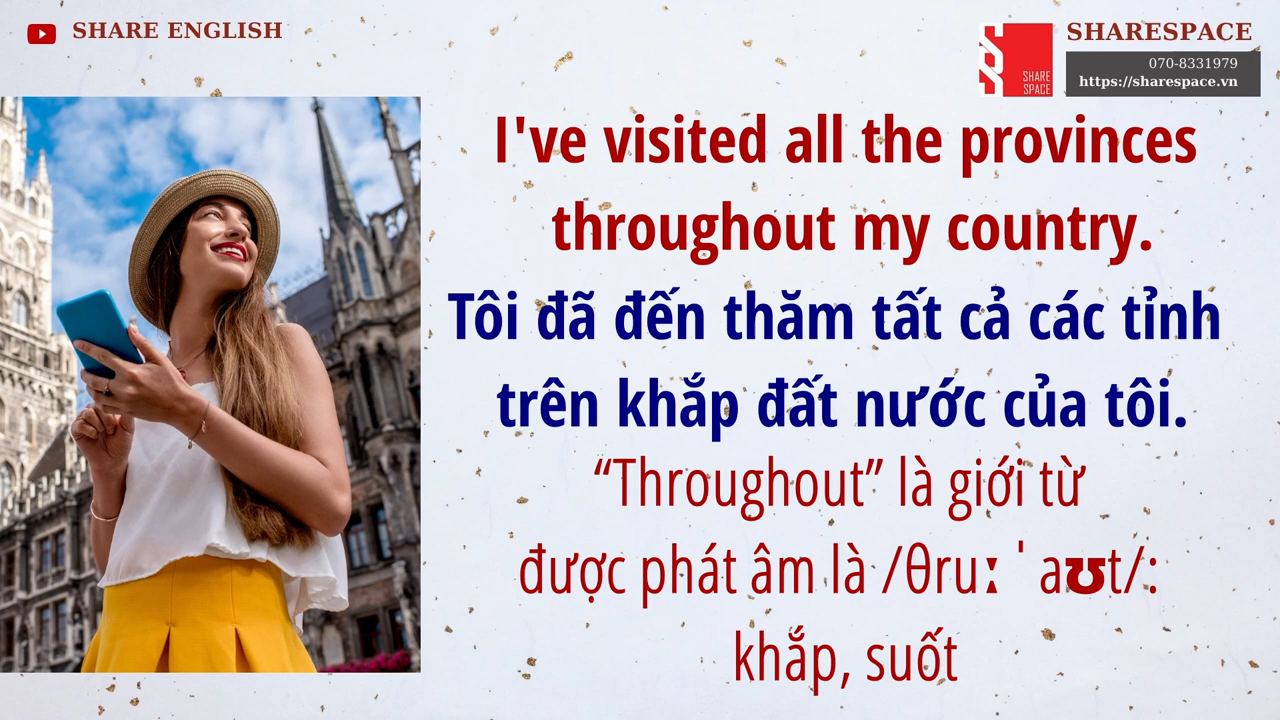 SHARE ENGLISH
SHARESPACE
070-8331979
https://sharespace.vn
SHARE
SPACE
I've visited all the provinces
throughout my country.
Tôi đã đến thăm tất cả các tỉnh
trên khắp đất nước của tôi.
“Throughout” là giới từ
được phát âm là /θruːˈaʊt/:
khắp, suốt